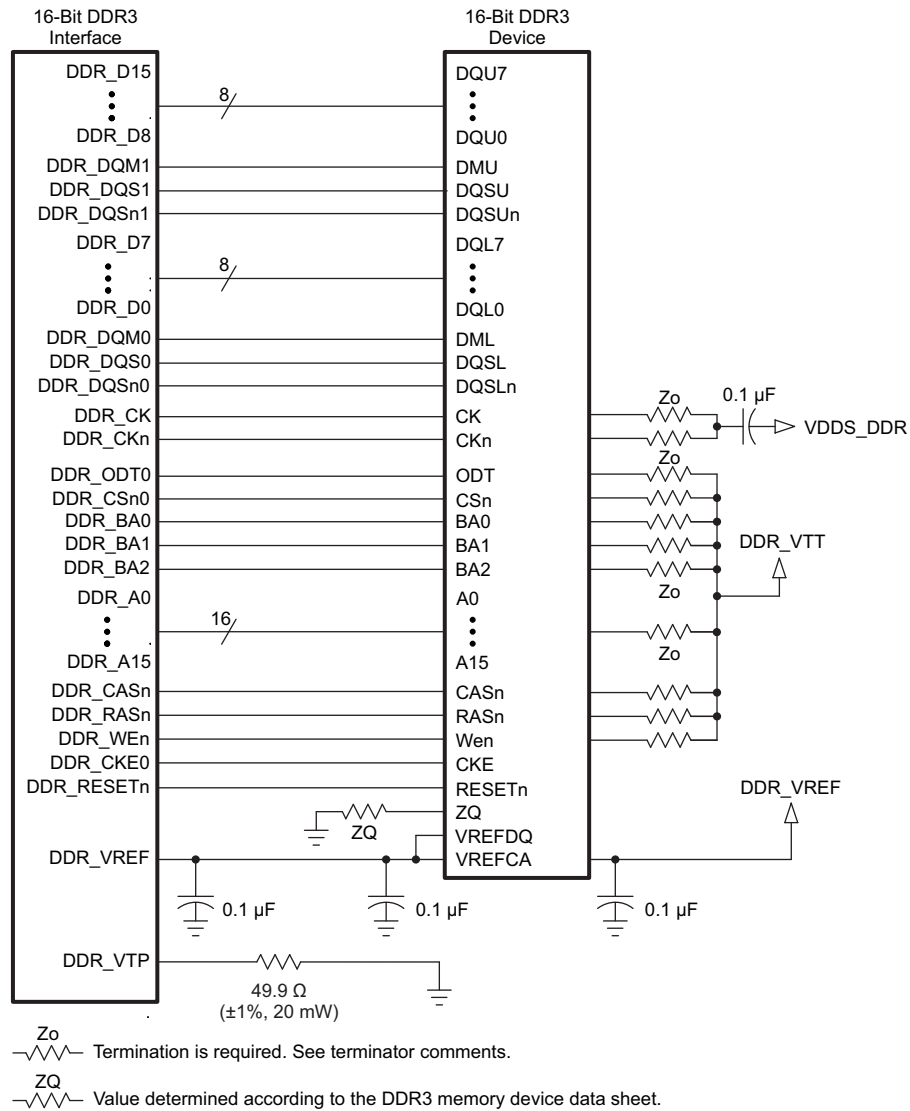 16-Bit DDR3
Interface
16-Bit DDR3
Device
DDR_D15
DQU7
8
DDR_D8
DQU0
DDR_DQM1
DMU
DDR_DQS1
DQSU
DDR_DQSn1
DQSUn
DDR_D7
DQL7
8
DDR_D0
DQL0
DDR_DQM0
DML
DDR_DQS0
DQSL
DDR_DQSn0
DQSLn
Zo
0.1 µF
DDR_CK
CK
VDDS_DDR
DDR_CKn
CKn
Zo
DDR_ODT0
ODT
DDR_CSn0
CSn
DDR_BA0
BA0
DDR_BA1
BA1
DDR_VTT
DDR_BA2
BA2
Zo
DDR_A0
A0
16
Zo
DDR_A15
A15
DDR_CASn
CASn
DDR_RASn
RASn
DDR_WEn
Wen
DDR_CKE0
CKE
DDR_RESETn
RESETn
DDR_VREF
ZQ
ZQ
VREFDQ
DDR_VREF
VREFCA
0.1 µF
0.1 µF
0.1 µF
DDR_VTP
49.9 Ω
(±1%, 20 mW)
Zo
Termination is required. See terminator comments.
ZQ
Value determined according to the DDR3 memory device data sheet.